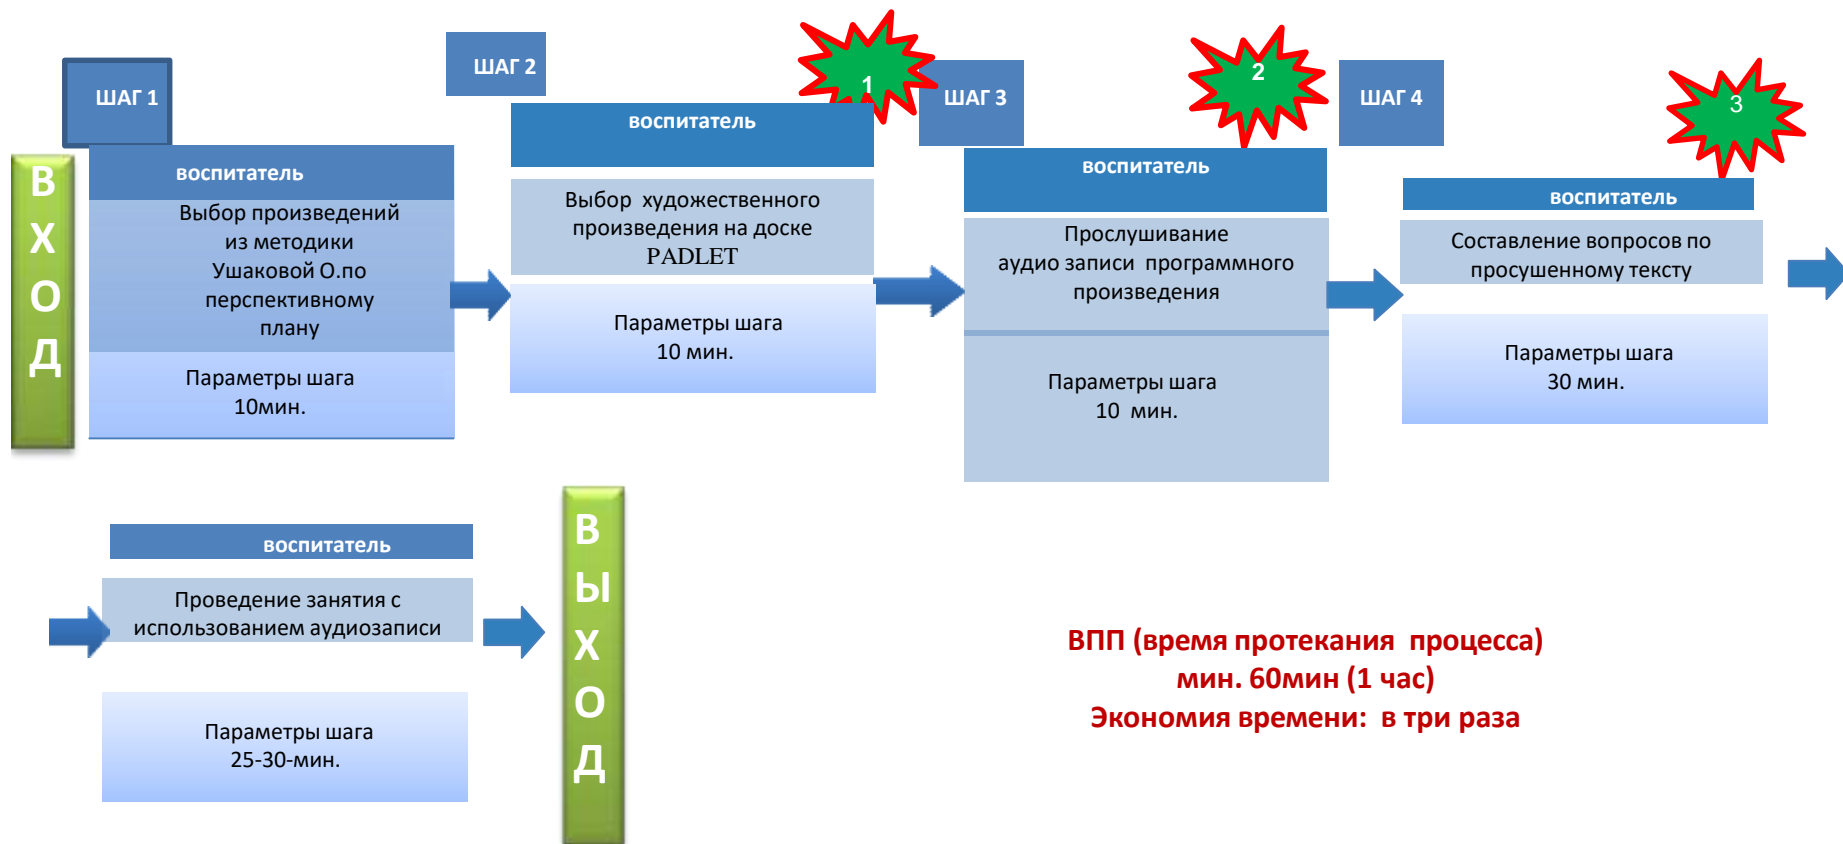 ШАГ 1
ШАГ 2
1
ШАГ 3
2
ШАГ 4
3
ВХОД
воспитатель
Выбор произведений
из методики
Ушаковой О.по
перспективному
плану
Параметры шага
10мин.
воспитатель
Выбор художественного
произведения на доске
PADLET
Параметры шага
10 мин.
воспитатель
Прослушивание
аудио записи программного
произведения
Параметры шага
10 мин.
воспитатель
Составление вопросов по
просушенному тексту
Параметры шага
30 мин.
воспитатель
Проведение занятия с
использованием аудиозаписи
Параметры шага
25-30-мин.
ВЫХОД
ВПП (время протекания процесса)
мин. 60мин (1 час)
Экономия времени: в три раза